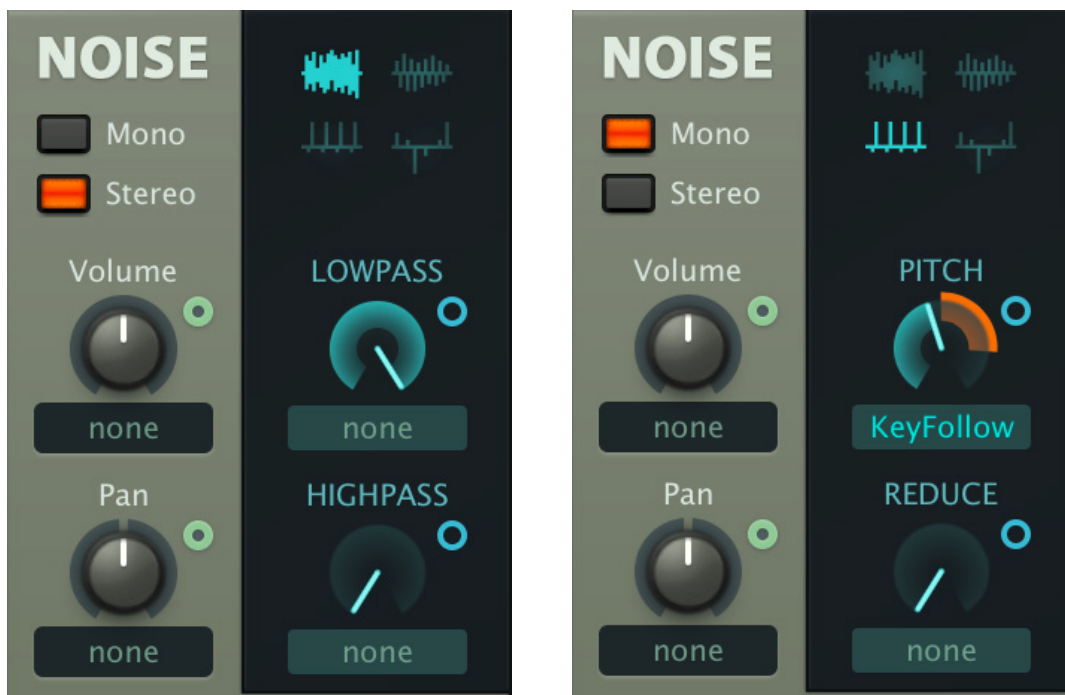 NOISE
Mono
Stereo
Volume
none
Pan
none
LOWPASS
none
HIGHPASS
none
NOISE
Mono
Stereo
Volume
none
Pan
none
PITCH
KeyFollow
REDUCE
none